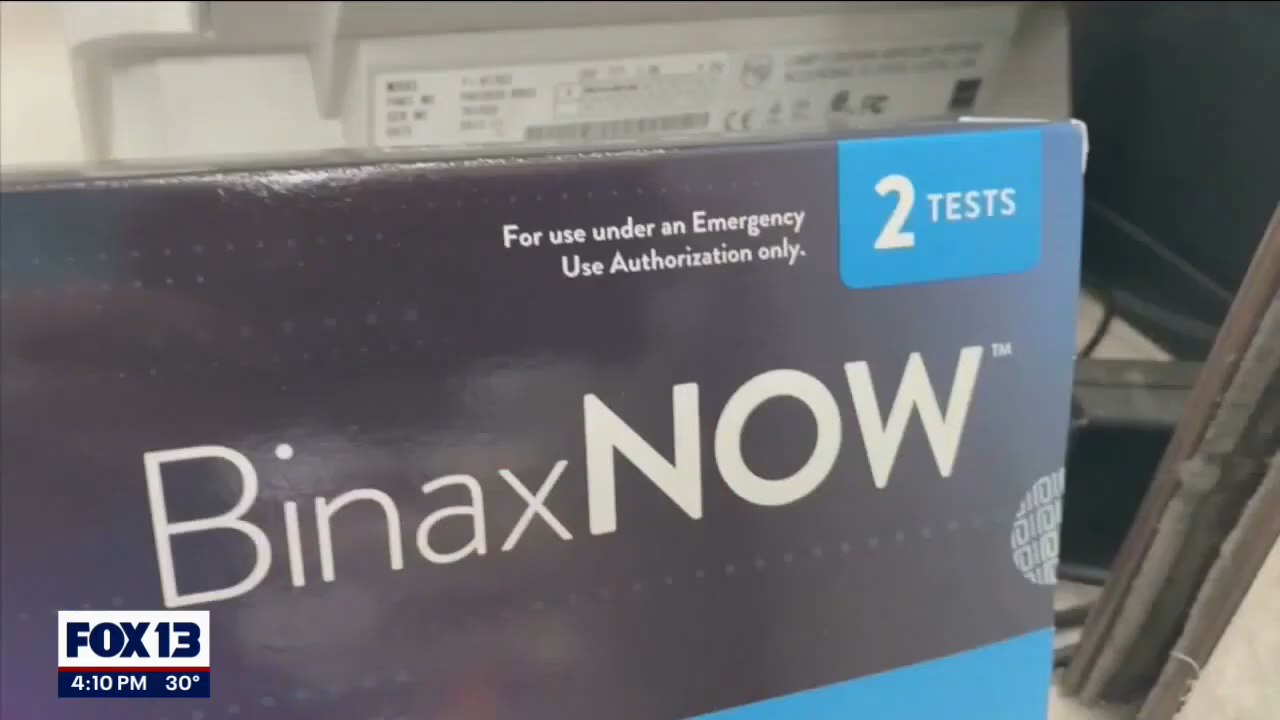 For use under an Emergency
Use Authorization only.
2 TESTS
BinaxNOW™
FOX 13
4:10 PM 30°